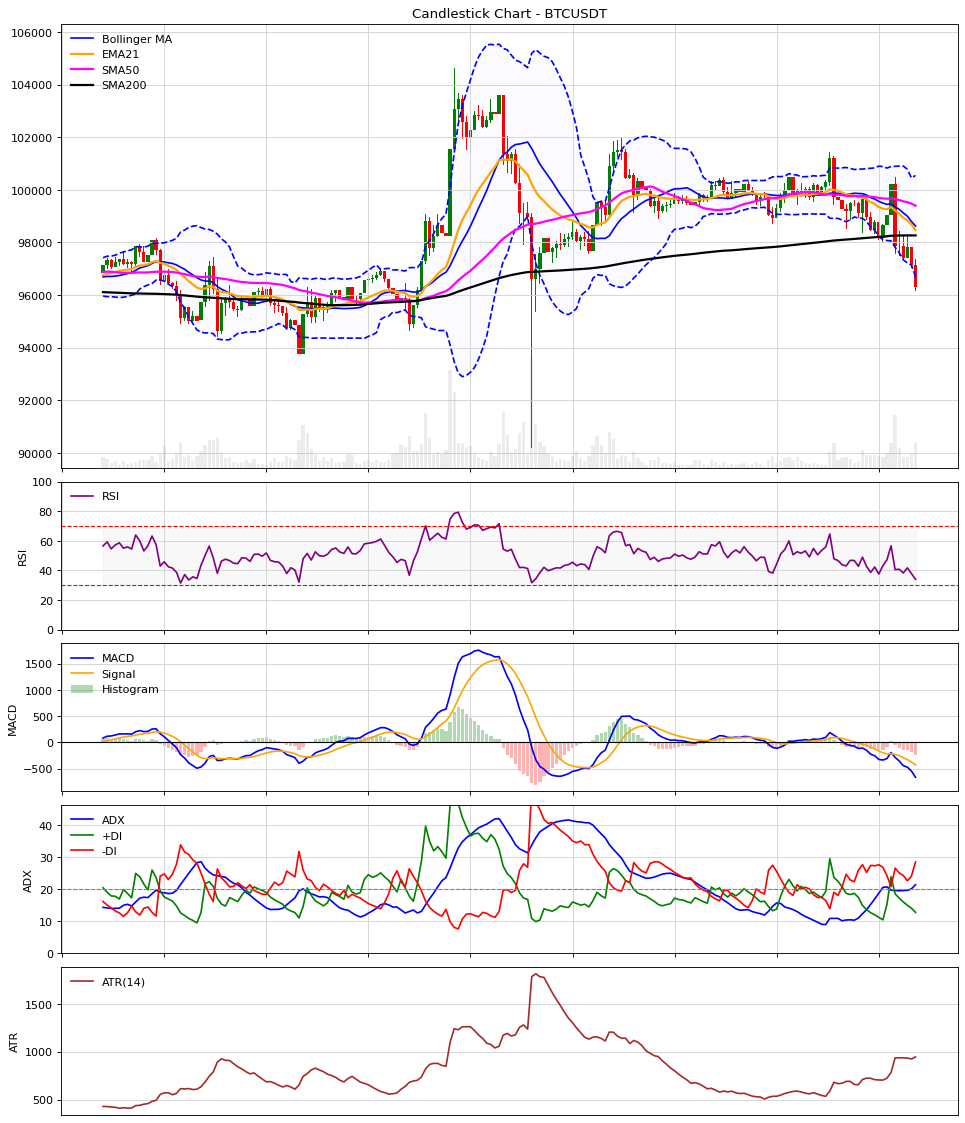 Candlestick Chart - BTCUSDT
106000
104000
102000
100000
98000
96000
94000
92000
90000
Bollinger MA
EMA21
SMA50
SMA200
100
80
60
40
20
0
RSI
RSI
1500
1000
500
0
−500
MACD
MACD
Signal
Histogram
40
30
20
10
0
ADX
ADX
+DI
-DI
1500
1000
500
ATR
ATR(14)